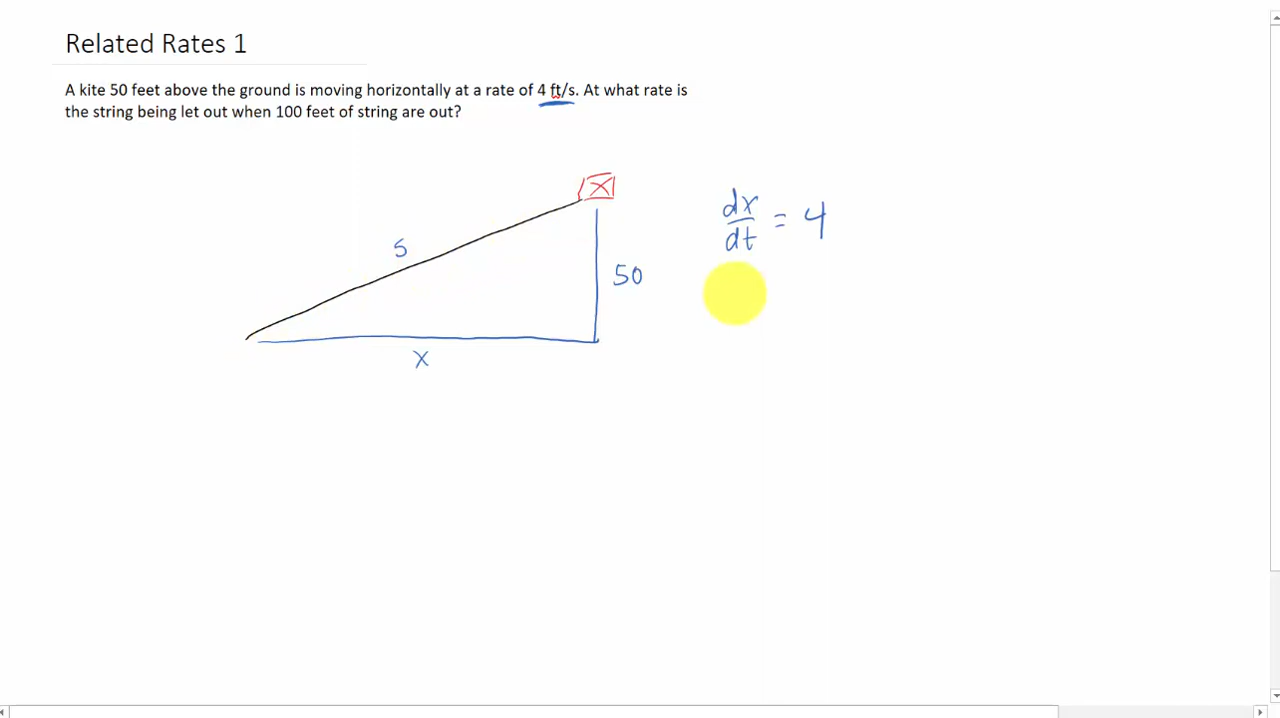 Related Rates 1
A kite 50 feet above the ground is moving horizontally at a rate of 4 ft/s. At what rate is
the string being let out when 100 feet of string are out?
dx/dt = 4
s
50
x